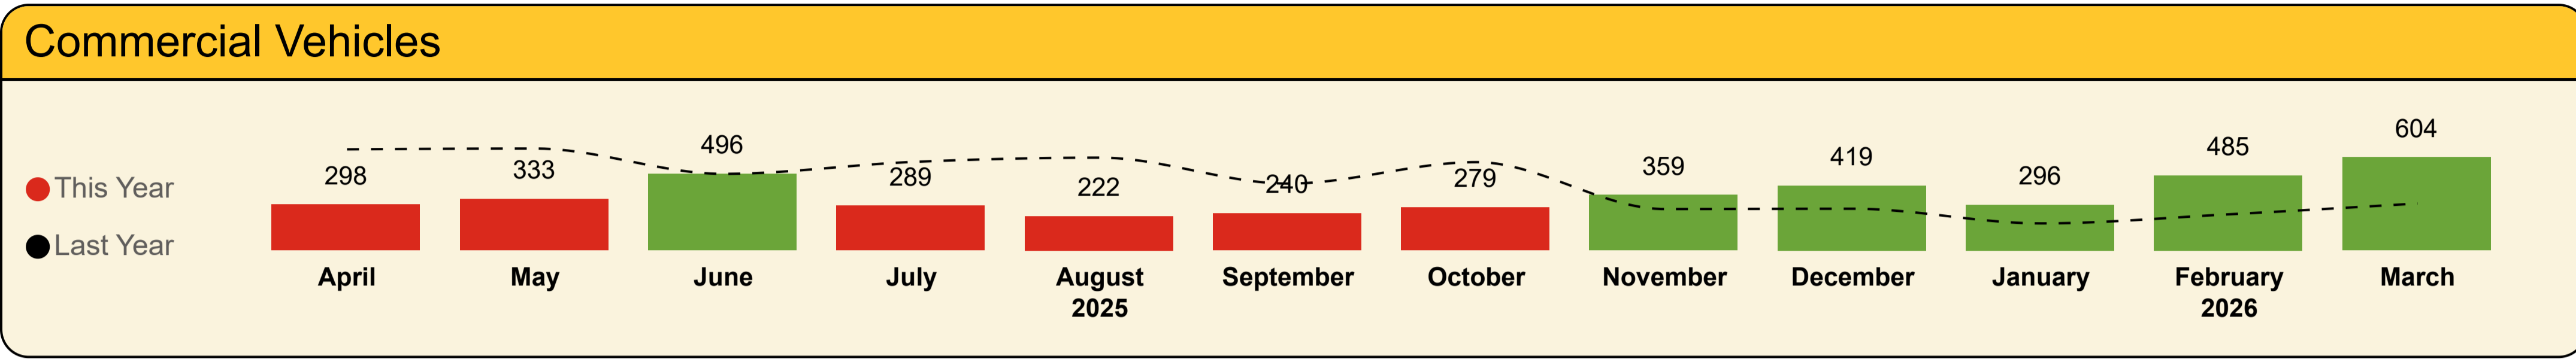 Commercial Vehicles
This Year
Last Year
298
333
496
289
222
240
279
359
419
296
485
604
April
May
June
July
August
September
October
November
December
January
February
March
2025
2026